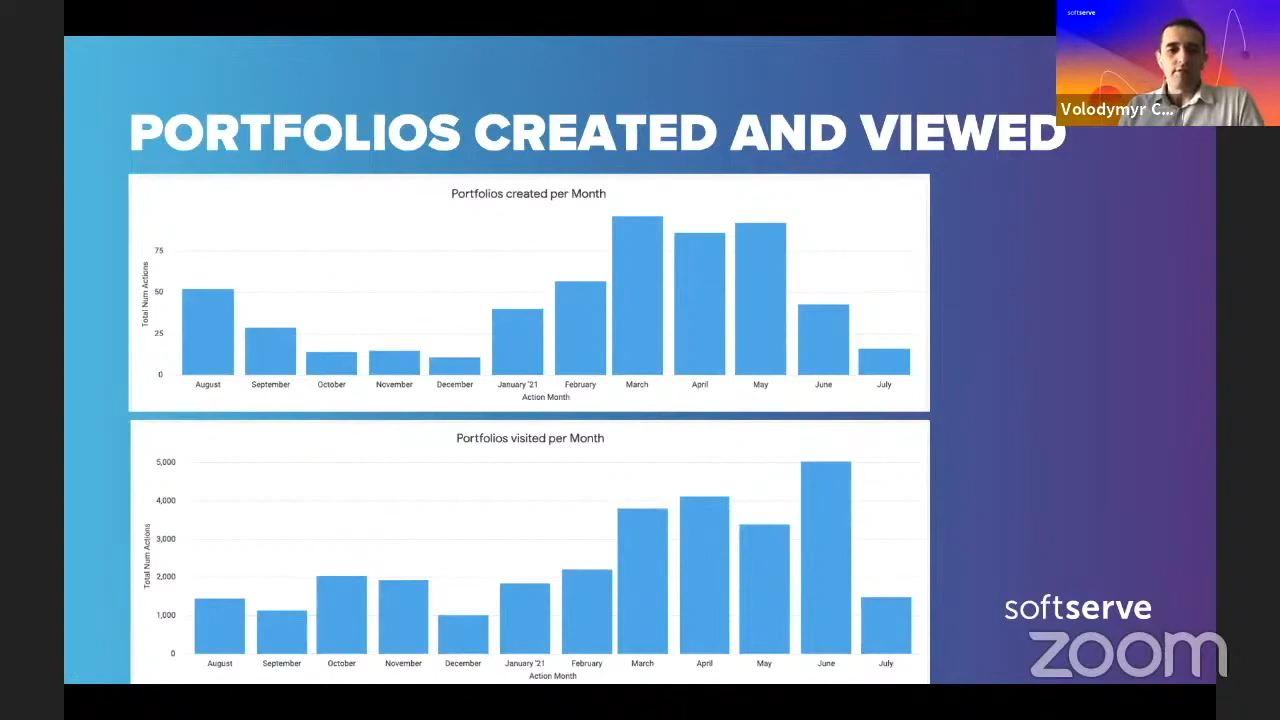 softserve
Volodymyr C...
PORTFOLIOS CREATED AND VIEWED
Portfolios created per Month
Total Num Actions
75
50
25
0
August September October November December January '21 February March April May June July
Action Month
Portfolios visited per Month
Total Num Actions
5,000
4,000
3,000
2,000
1,000
0
August September October November December January '21 February March April May June July
Action Month
softserve
zoom